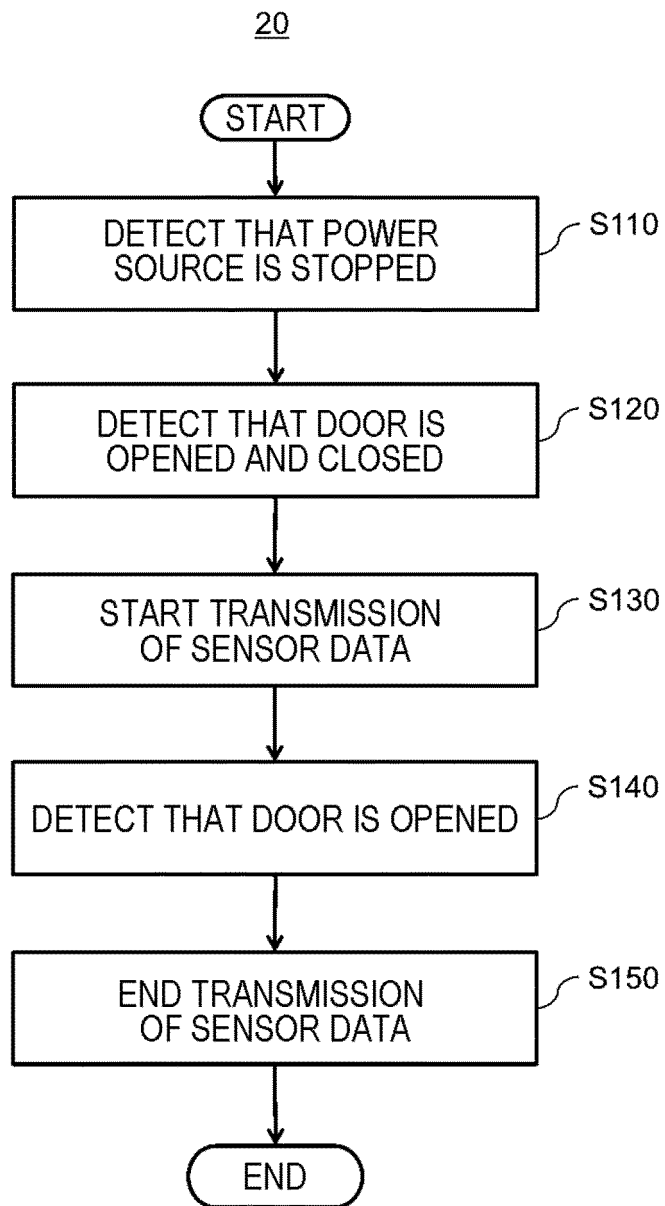 20
START
DETECT THAT POWER
SOURCE IS STOPPED
S110
DETECT THAT DOOR IS
OPENED AND CLOSED
S120
START TRANSMISSION
OF SENSOR DATA
S130
DETECT THAT DOOR IS OPENED
S140
END TRANSMISSION
OF SENSOR DATA
S150
END